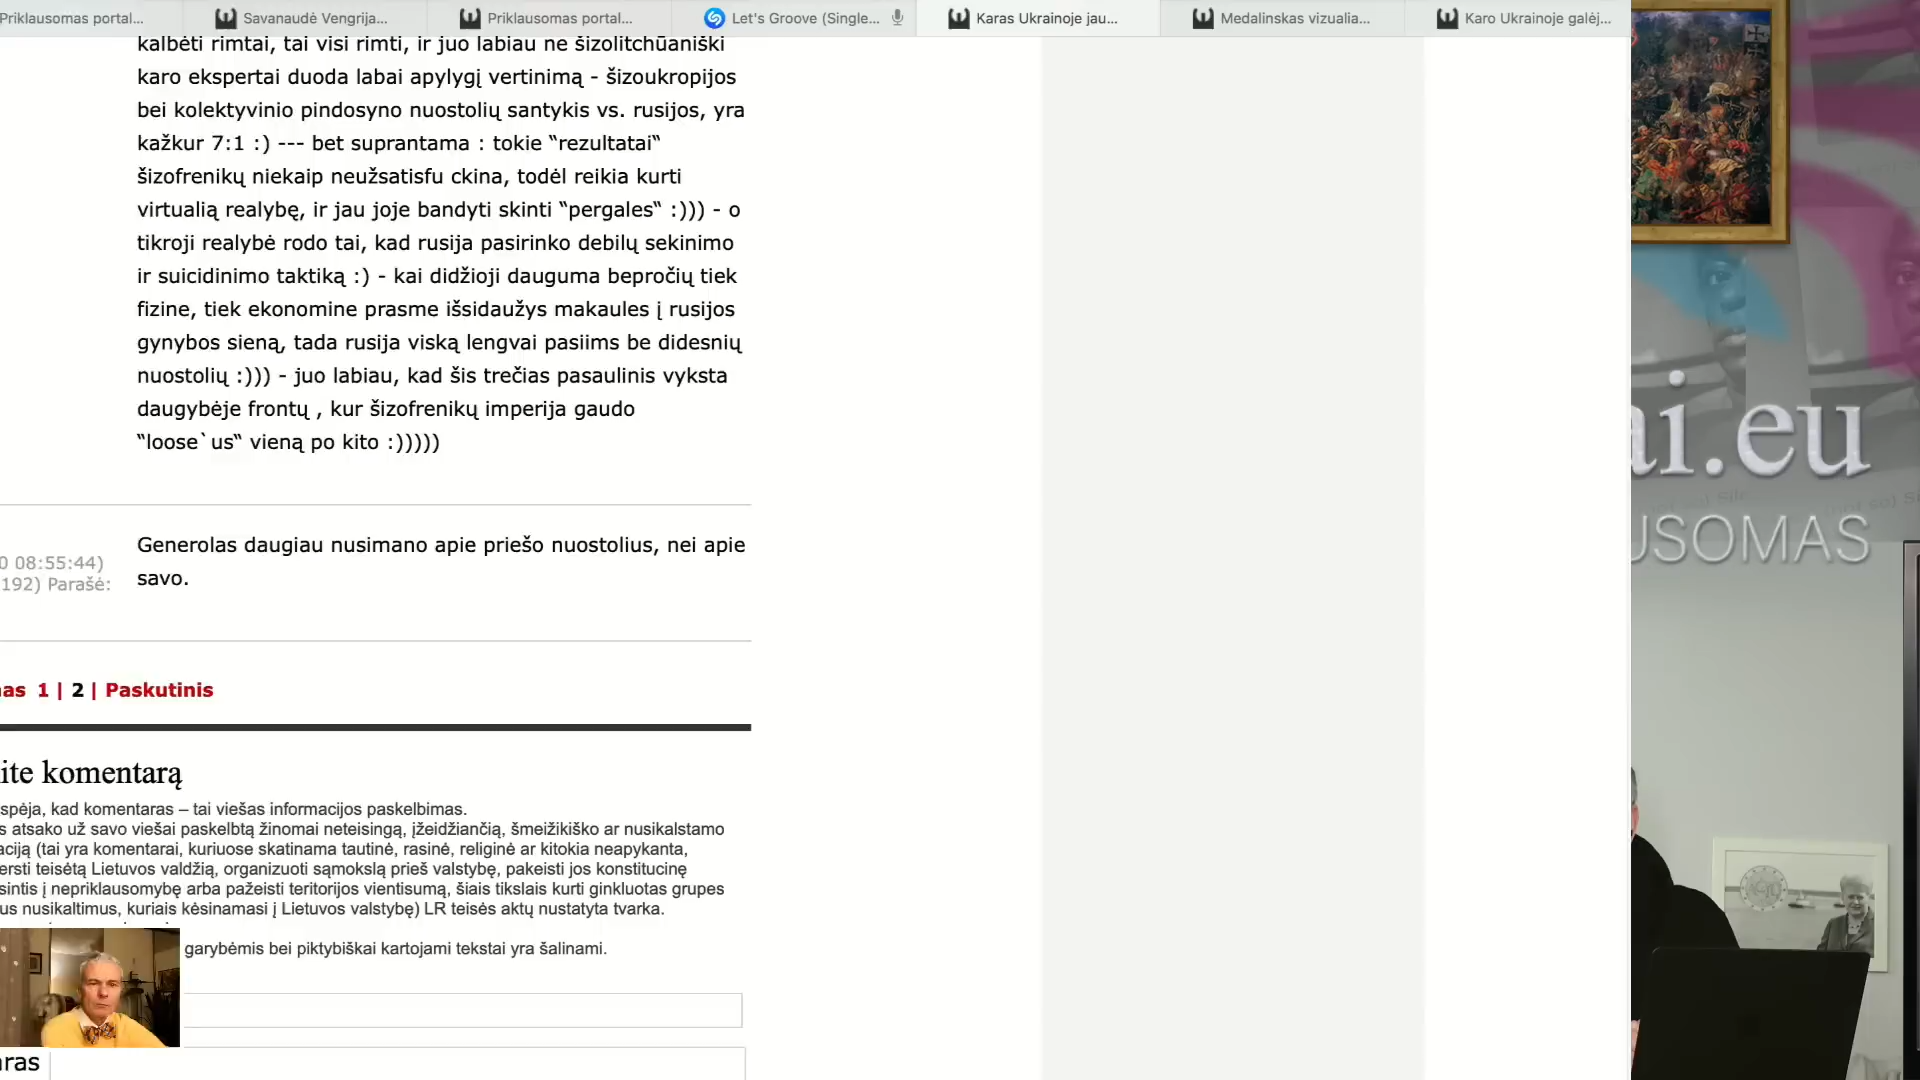 Priklausomas portal...
Savanaudė Vengrija...
Priklausomas portal...
Let's Groove (Single...
Karas Ukrainoje jau...
Medalinskas vizualia...
Karo Ukrainoje galėj...
kalbėti rimtai, tai visi rimti, ir juo labiau ne šizolitchūaniški
karo ekspertai duoda labai apylygį vertinimą - šizoukropijos
bei kolektyvinio pindosyno nuostolių santykis vs. rusijos, yra
kažkur 7:1 :) --- bet suprantama : tokie “rezultatai“
šizofrenikų niekaip neužsatisfu ckina, todėl reikia kurti
virtualią realybę, ir jau joje bandyti skinti “pergales“ :))) - o
tikroji realybė rodo tai, kad rusija pasirinko debilų sekinimo
ir suicidinimo taktiką :) - kai didžioji dauguma bepročių tiek
fizine, tiek ekonomine prasme išsidaužys makaules į rusijos
gynybos sieną, tada rusija viską lengvai pasiims be didesnių
nuostolių :))) - juo labiau, kad šis trečias pasaulinis vyksta
daugybėje frontų , kur šizofrenikų imperija gaudo
“loose`us“ vieną po kito :)))))
Generolas daugiau nusimano apie priešo nuostolius, nei apie
savo.
0 08:55:44)
192) Parašė:
nas 1 | 2 | Paskutinis
ite komentarą
spėja, kad komentaras – tai viešas informacijos paskelbimas.
s atsako už savo viešai paskelbtą žinomai neteisingą, įžeidžiančią, šmeižikiško ar nusikalstamo
aciją (tai yra komentarai, kuriuose skatinama tautinė, rasinė, religinė ar kitokia neapykanta,
ersti teisėtą Lietuvos valdžią, organizuoti sąmokslą prieš valstybę, pakeisti jos konstitucinę
sintis į nepriklausomybę arba pažeisti teritorijos vientisumą, šiais tikslais kurti ginkluotas grupes
us nusikaltimus, kuriais kėsinamasi į Lietuvos valstybę) LR teisės aktų nustatyta tvarka.
garybėmis bei piktybiškai kartojami tekstai yra šalinami.
aras
ai.eu
USOMAS